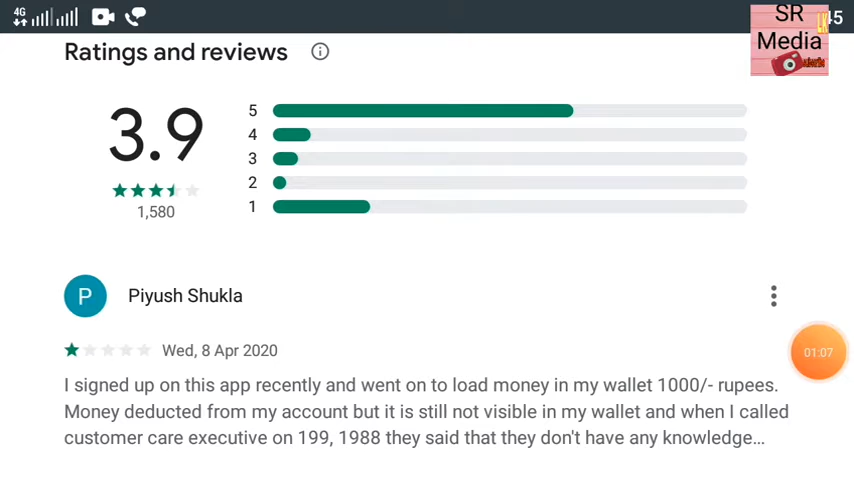 4G
45
SR
Media
Ratings and reviews
3.9
1,580
5
4
3
2
1
P
Piyush Shukla
Wed, 8 Apr 2020
01:07
I signed up on this app recently and went on to load money in my wallet 1000/- rupees.
Money deducted from my account but it is still not visible in my wallet and when I called
customer care executive on 199, 1988 they said that they don't have any knowledge...